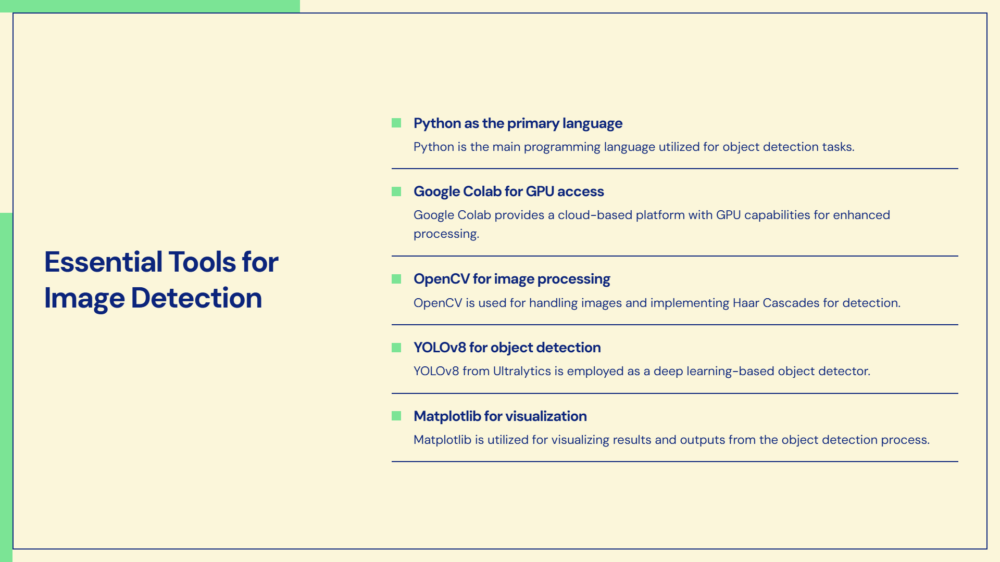 Essential Tools for
Image Detection
Python as the primary language
Python is the main programming language utilized for object detection tasks.
Google Colab for GPU access
Google Colab provides a cloud-based platform with GPU capabilities for enhanced
processing.
OpenCV for image processing
OpenCV is used for handling images and implementing Haar Cascades for detection.
YOLOv8 for object detection
YOLOv8 from Ultralytics is employed as a deep learning-based object detector.
Matplotlib for visualization
Matplotlib is utilized for visualizing results and outputs from the object detection process.